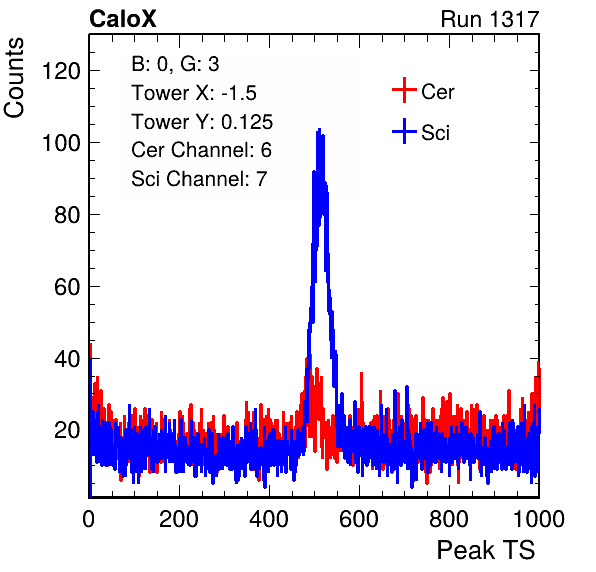 CaloX Run 1317
Counts
B: 0, G: 3
Tower X: -1.5
Tower Y: 0.125
Cer Channel: 6
Sci Channel: 7
Cer
Sci
120
100
80
60
40
20
0 200 400 600 800 1000
Peak TS